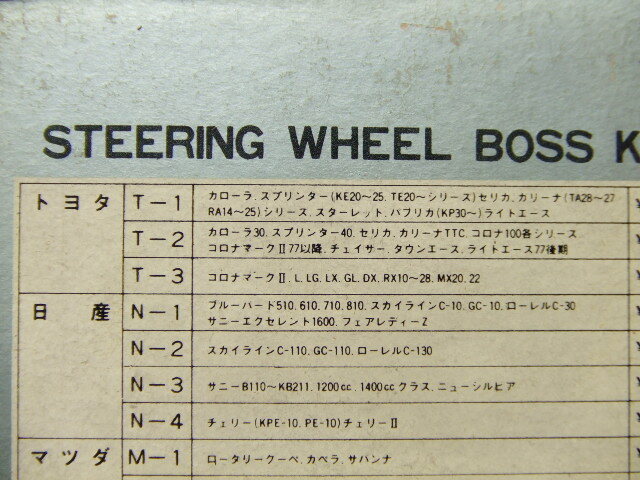 STEERING WHEEL BOSS K
トヨタ
T-1
カローラ.スプリンター(KE20〜25.TE20〜シリーズ)セリカ.カリーナ(TA28〜27
RA14〜25)シリーズ.スターレット.パブリカ(KP30〜)ライトエース
T-2
カローラ30.スプリンター40.セリカ.カリーナTTC.コロナ100各シリーズ.
コロナマークⅡ77以降.チェイサー.タウンエース.ライトエース77後期
T-3
コロナマークⅡ.L.LG.LX.GL.DX.RX10〜28.MX20.22
日産
N-1
ブルーバード510.610.710.810.スカイラインC-10.GC-10.ローレルC-30
サニーエクセレント1600.フェアレディーZ
N-2
スカイラインC-110.GC-110.ローレルC-130
N-3
サニーB110〜KB211.1200cc.1400ccクラス.ニューシルビア
N-4
チェリー(KPE-10.PE-10)チェリーⅡ
マツダ
M-1
ロータリークーペ.カペラ.サバンナ